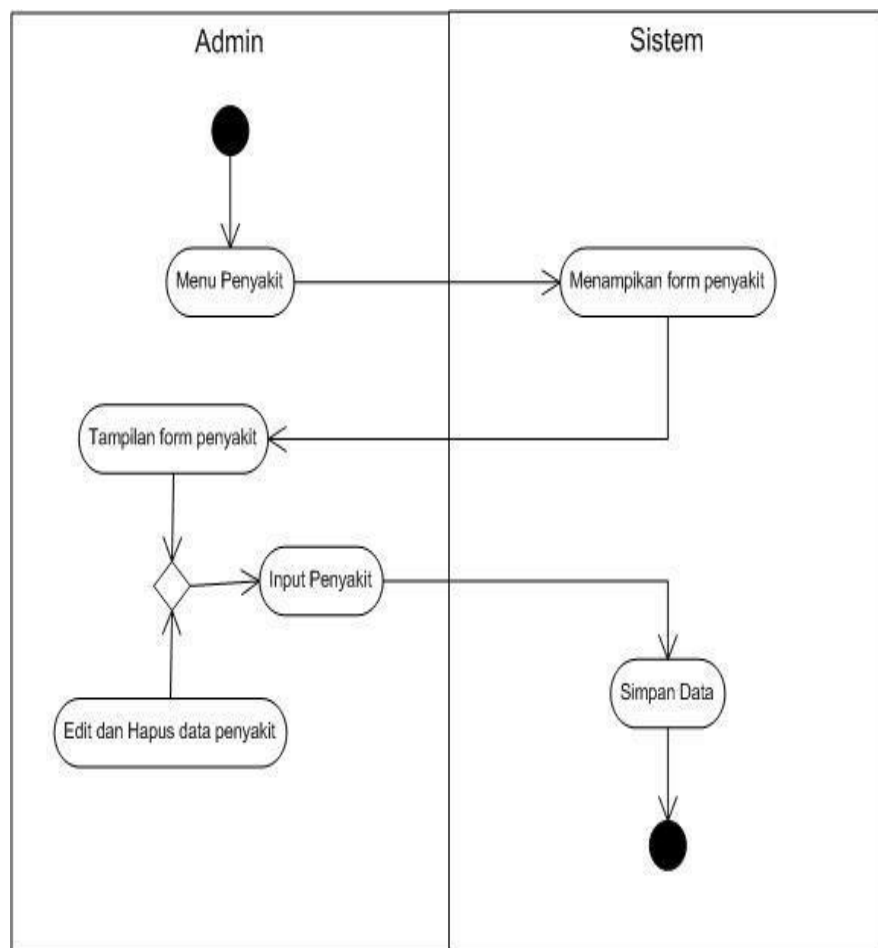 Admin
Sistem
Menu Penyakit
Menampikan form penyakit
Tampilan form penyakit
Input Penyakit
Simpan Data
Edit dan Hapus data penyakit